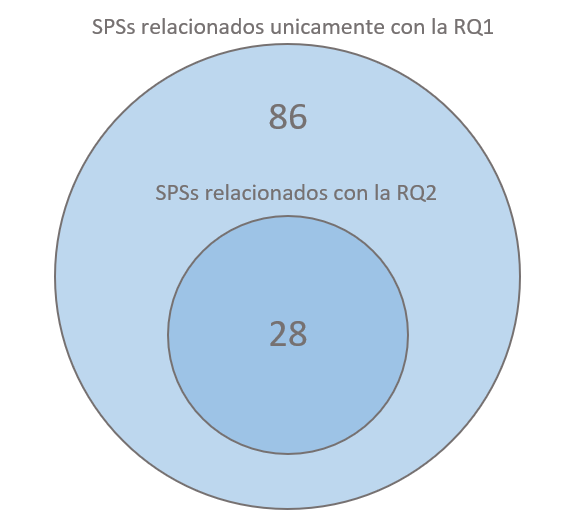 SPSs relacionados unicamente con la RQ1
86
SPSs relacionados con la RQ2
28